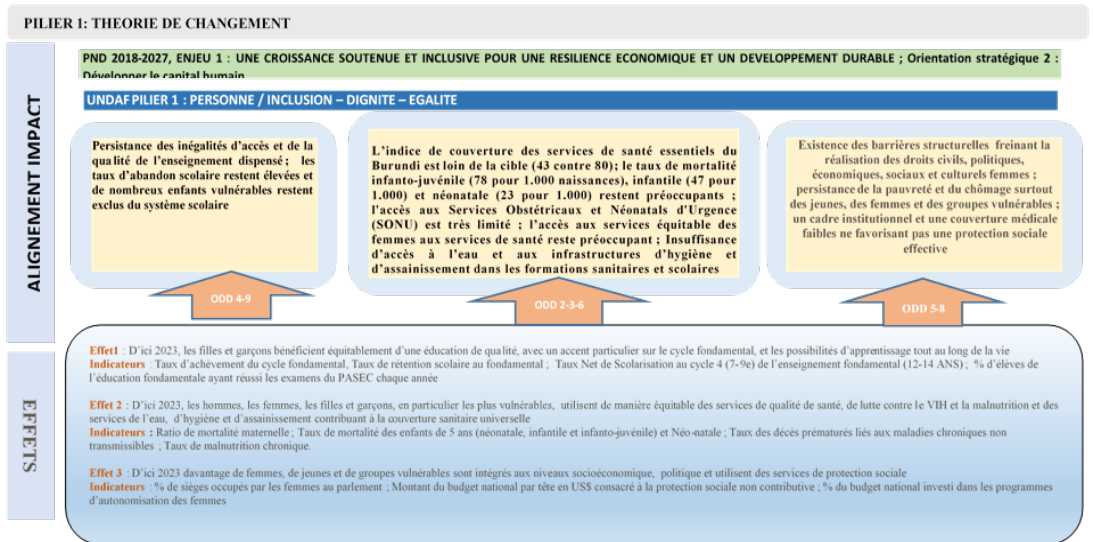 PILIER 1: THEORIE DE CHANGEMENT
ALIGNEMENT IMPACT
PND 2018-2027, ENJEU 1 : UNE CROISSANCE SOUTENUE ET INCLUSIVE POUR UNE RESILIENCE ECONOMIQUE ET UN DEVELOPPEMENT DURABLE ; Orientation stratégique 2 :
Développer le capital humain
UNDAF PILIER 1 : PERSONNE / INCLUSION – DIGNITE – EGALITE
Persistance des inégalités d'accès et de la
qualité de l'enseignement dispensé ; les
taux d'abandon scolaire restent élevées et
de nombreux enfants vulnérables restent
exclus du système scolaire
L'indice de couverture des services de santé essentiels du
Burundi est loin de la cible (43 contre 80); le taux de mortalité
infanto-juvénile (78 pour 1.000 naissances), infantile (47 pour
1.000) et néonatale (23 pour 1.000) restent préoccupants ;
l'accès aux Services Obstétricaux et Néonatals d'Urgence
(SONU) est très limité ; l'accès aux services équitable des
femmes aux services de santé reste préoccupant ; Insuffisance
d'accès à l'eau et aux infrastructures d'hygiène et
d'assainissement dans les formations sanitaires et scolaires
Existence des barrières structurelles freinant la
réalisation des droits civils, politiques,
économiques, sociaux et culturels femmes ;
persistance de la pauvreté et du chômage surtout
des jeunes, des femmes et des groupes vulnérables ;
un cadre institutionnel et une couverture médicale
faibles ne favorisant pas une protection sociale
effective
ODD 4-9
ODD 2-3-6
ODD 5-8
EFFETS
Effet1 : D'ici 2023, les filles et garçons bénéficient équitablement d'une éducation de qualité, avec un accent particulier sur le cycle fondamental, et les possibilités d'apprentissage tout au long de la vie
Indicateurs : Taux d'achèvement du cycle fondamental, Taux de rétention scolaire au fondamental ; Taux Net de Scolarisation au cycle 4 (7-9e) de l'enseignement fondamental (12-14 ANS) ; % d'élèves de
l'éducation fondamentale ayant réussi les examens du PASEC chaque année
Effet 2 : D'ici 2023, les hommes, les femmes, les filles et garçons, en particulier les plus vulnérables, utilisent de manière équitable des services de qualité de santé, de lutte contre le VIH et la malnutrition et des
services de l'eau, d'hygiène et d'assainissement contribuant à la couverture sanitaire universelle
Indicateurs : Ratio de mortalité maternelle ; Taux de mortalité des enfants de 5 ans (néonatale, infantile et infanto-juvénile) et Néo-natale ; Taux des décès prématurés liés aux maladies chroniques non
transmissibles ; Taux de malnutrition chronique.
Effet 3 : D'ici 2023 davantage de femmes, de jeunes et de groupes vulnérables sont intégrés aux niveaux socioéconomique, politique et utilisent des services de protection sociale
Indicateurs : % de sièges occupés par les femmes au parlement ; Montant du budget national par tête en US$ consacré à la protection sociale non contributive ; % du budget national investi dans les programmes
d'autonomisation des femmes